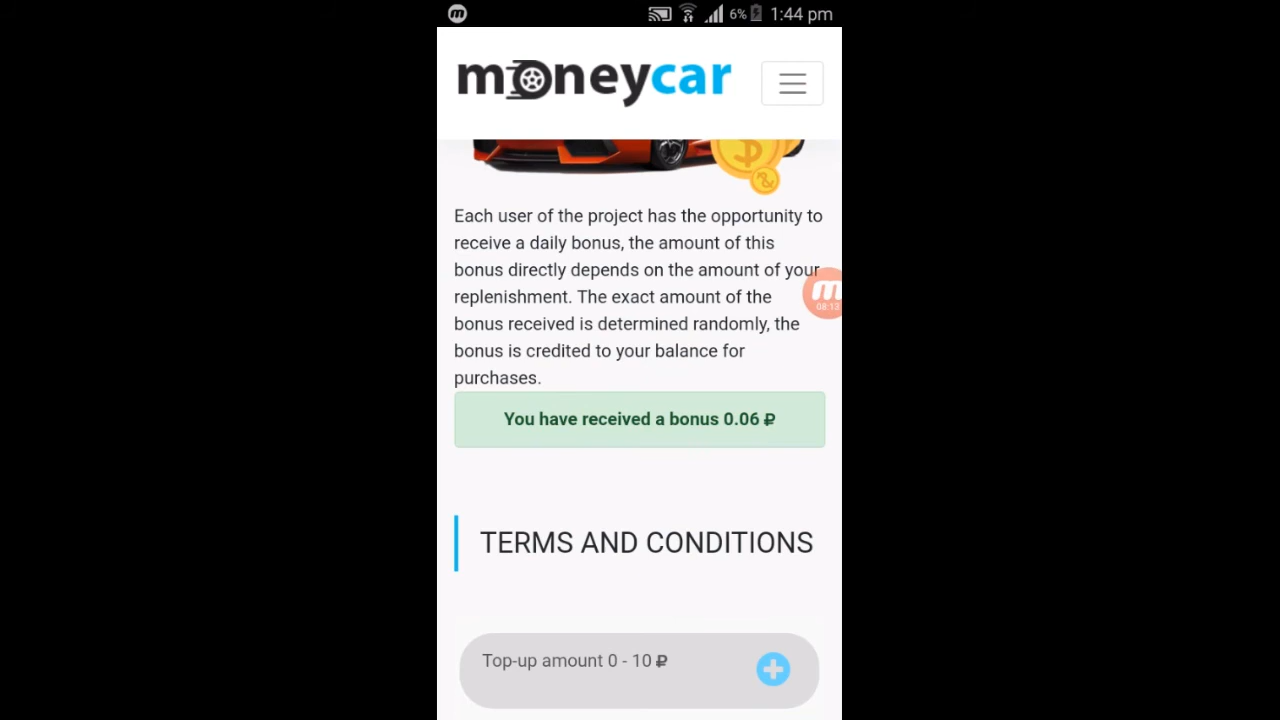 6% 1:44 pm
moneycar
Each user of the project has the opportunity to
receive a daily bonus, the amount of this
bonus directly depends on the amount of your
replenishment. The exact amount of the
08:13
bonus received is determined randomly, the
bonus is credited to your balance for
purchases.
You have received a bonus 0.06 ₽
TERMS AND CONDITIONS
Top-up amount 0 - 10 ₽